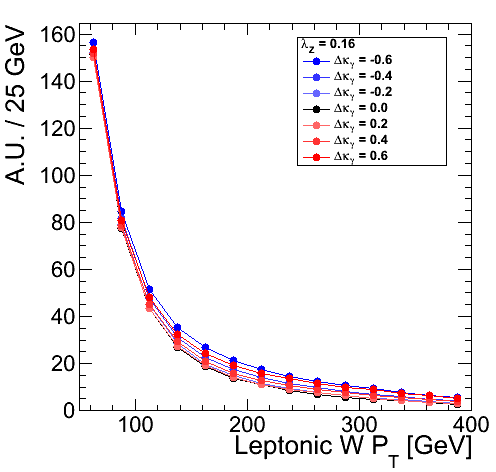 A.U. / 25 GeV
160
140
120
100
80
60
40
20
0
λZ = 0.16
Δκγ = -0.6
Δκγ = -0.4
Δκγ = -0.2
Δκγ = 0.0
Δκγ = 0.2
Δκγ = 0.4
Δκγ = 0.6
100 200 300 400
Leptonic W PT [GeV]